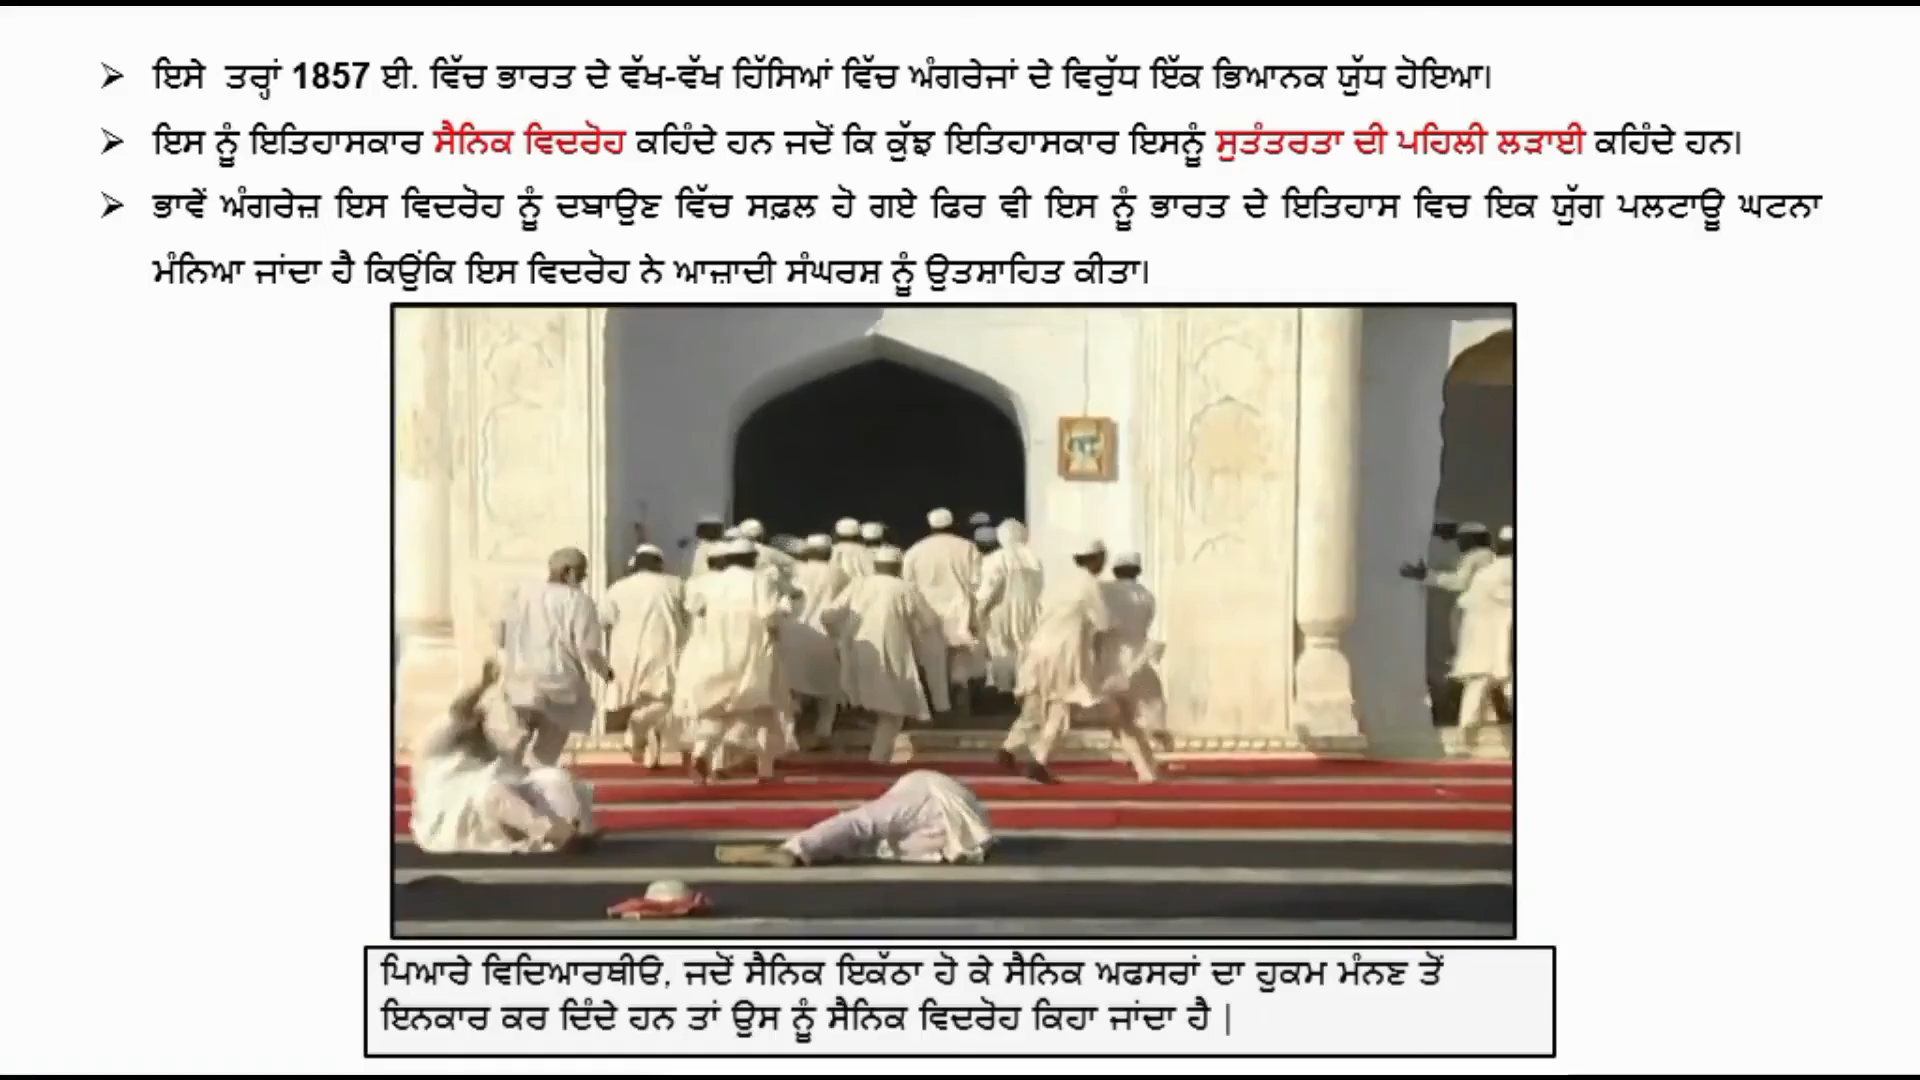 ➢ ਇਸੇ ਤਰ੍ਹਾਂ 1857 ਈ. ਵਿੱਚ ਭਾਰਤ ਦੇ ਵੱਖ-ਵੱਖ ਹਿੱਸਿਆਂ ਵਿੱਚ ਅੰਗਰੇਜਾਂ ਦੇ ਵਿਰੁੱਧ ਇੱਕ ਭਿਆਨਕ ਯੁੱਧ ਹੋਇਆ।
➢ ਇਸ ਨੂੰ ਇਤਿਹਾਸਕਾਰ ਸੈਨਿਕ ਵਿਦਰੋਹ ਕਹਿੰਦੇ ਹਨ ਜਦੋਂ ਕਿ ਕੁੱਝ ਇਤਿਹਾਸਕਾਰ ਇਸਨੂੰ ਸੁਤੰਤਰਤਾ ਦੀ ਪਹਿਲੀ ਲੜਾਈ ਕਹਿੰਦੇ ਹਨ।
➢ ਭਾਵੇਂ ਅੰਗਰੇਜ਼ ਇਸ ਵਿਦਰੋਹ ਨੂੰ ਦਬਾਉਣ ਵਿੱਚ ਸਫ਼ਲ ਹੋ ਗਏ ਫਿਰ ਵੀ ਇਸ ਨੂੰ ਭਾਰਤ ਦੇ ਇਤਿਹਾਸ ਵਿਚ ਇਕ ਯੁੱਗ ਪਲਟਾਊ ਘਟਨਾ
ਮੰਨਿਆ ਜਾਂਦਾ ਹੈ ਕਿਉਂਕਿ ਇਸ ਵਿਦਰੋਹ ਨੇ ਆਜ਼ਾਦੀ ਸੰਘਰਸ਼ ਨੂੰ ਉਤਸ਼ਾਹਿਤ ਕੀਤਾ।
ਪਿਆਰੇ ਵਿਦਿਆਰਥੀਓ, ਜਦੋਂ ਸੈਨਿਕ ਇਕੱਠਾ ਹੋ ਕੇ ਸੈਨਿਕ ਅਫਸਰਾਂ ਦਾ ਹੁਕਮ ਮੰਨਣ ਤੋਂ
ਇਨਕਾਰ ਕਰ ਦਿੰਦੇ ਹਨ ਤਾਂ ਉਸ ਨੂੰ ਸੈਨਿਕ ਵਿਦਰੋਹ ਕਿਹਾ ਜਾਂਦਾ ਹੈ |